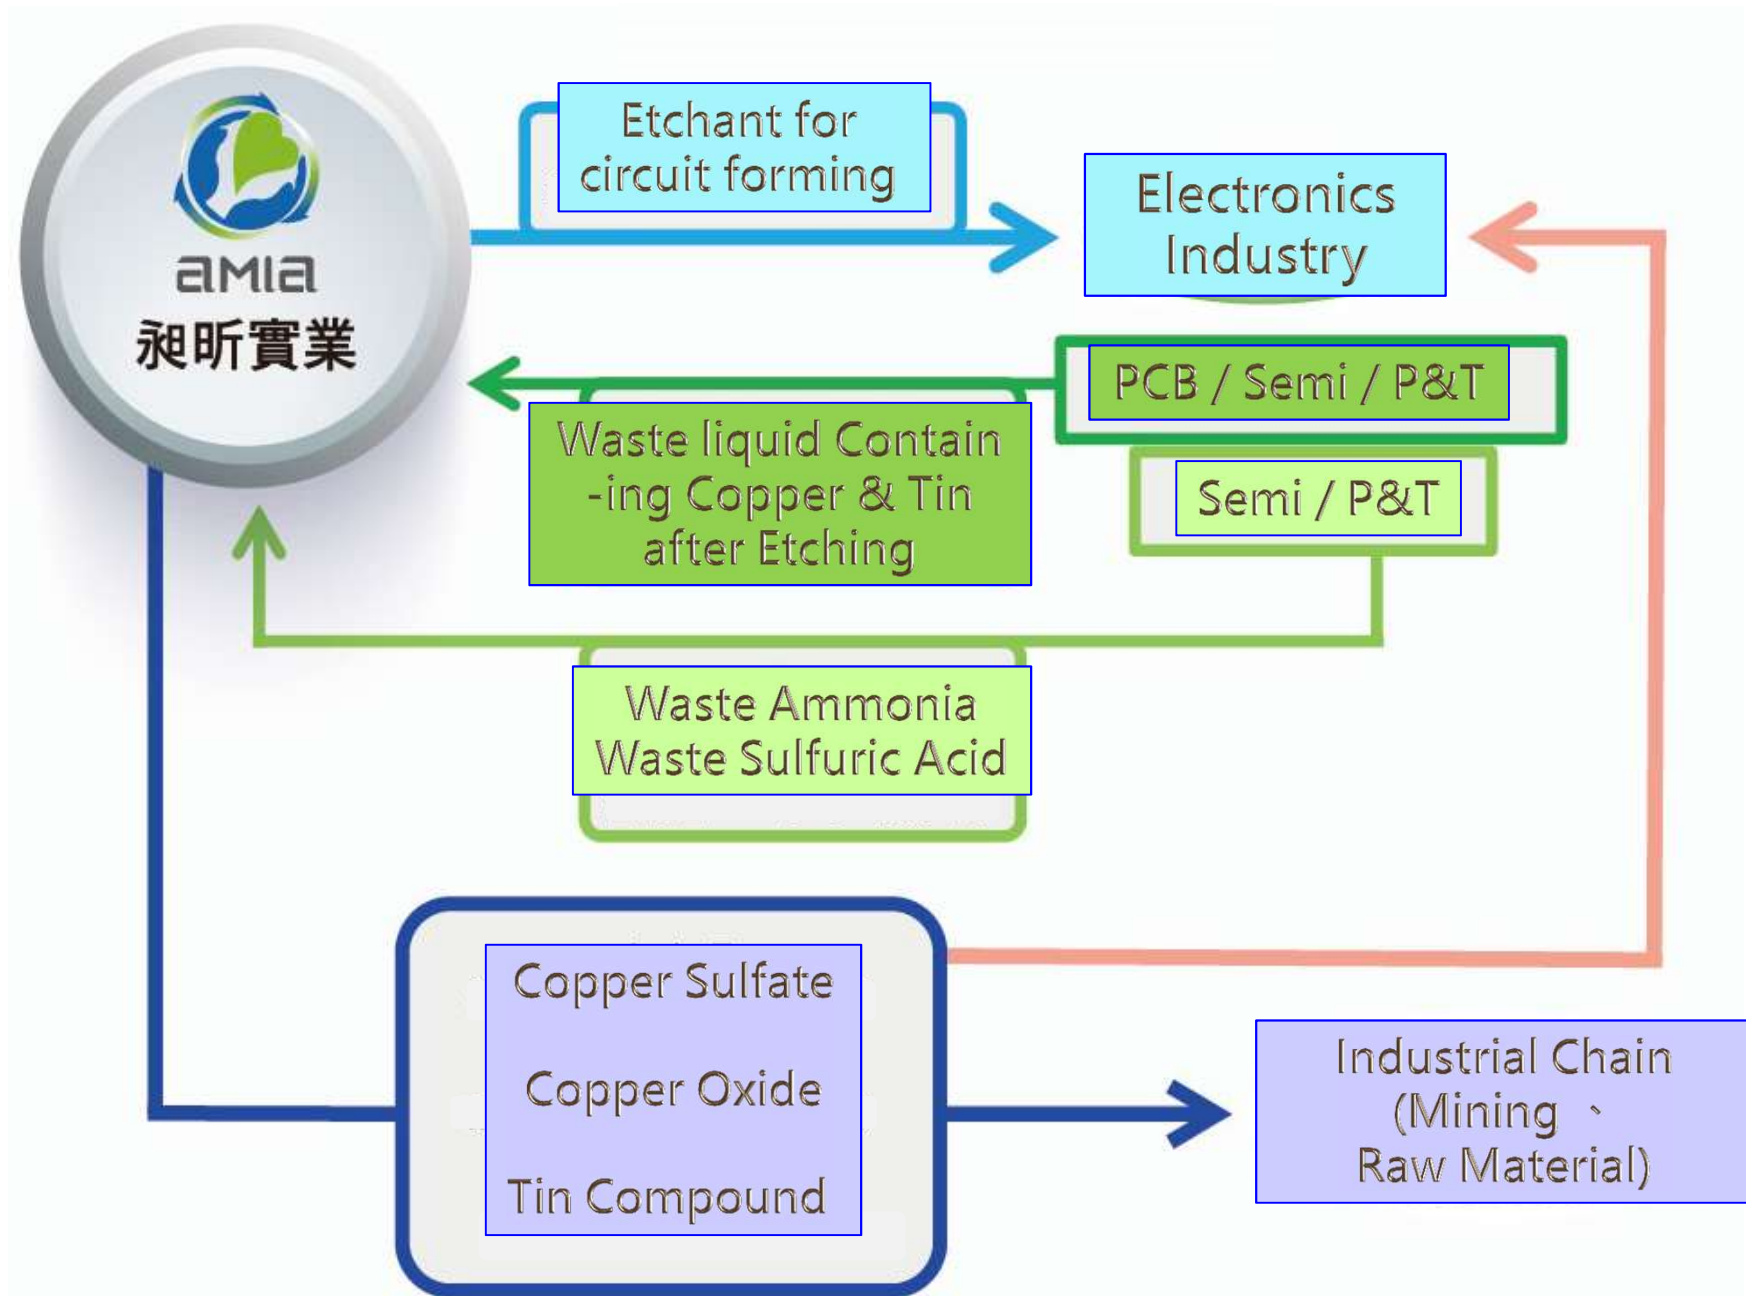 amia
昶昕實業
Etchant for
circuit forming
Electronics
Industry
PCB / Semi / P&T
Semi / P&T
Waste liquid Contain
-ing Copper & Tin
after Etching
Waste Ammonia
Waste Sulfuric Acid
Copper Sulfate
Copper Oxide
Tin Compound
Industrial Chain
(Mining 、
Raw Material)